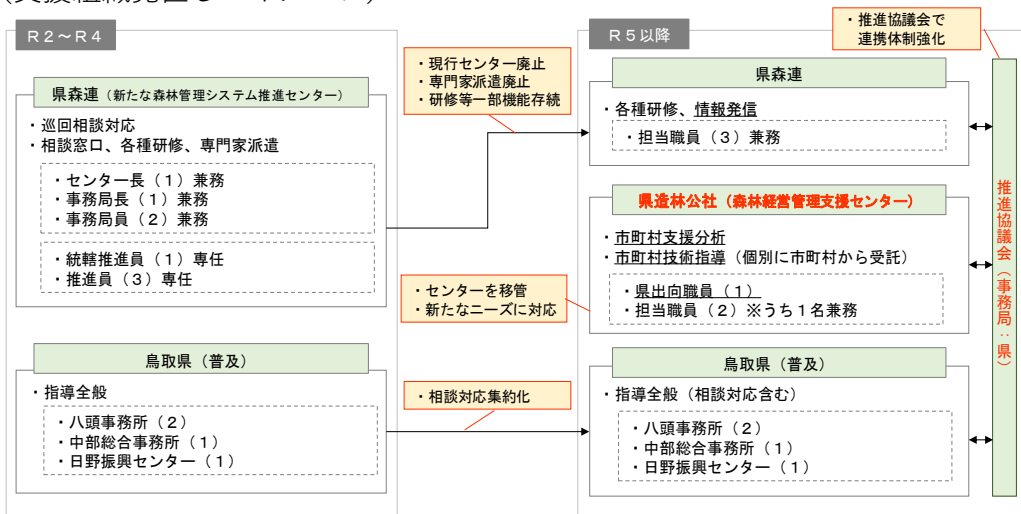 R2～R4
県森連（新たな森林管理システム推進センター）
・巡回相談対応
・相談窓口、各種研修、専門家派遣
・センター長（1）兼務
・事務局長（1）兼務
・事務局員（2）兼務
・統轄推進員（1）専任
・推進員（3）専任
鳥取県（普及）
・指導全般
・八頭事務所（2）
・中部総合事務所（1）
・日野振興センター（1）
・現行センター廃止
・専門家派遣廃止
・研修等一部機能存続
・センターを移管
・新たなニーズに対応
・相談対応集約化
R5以降
県森連
・各種研修、情報発信
・担当職員（3）兼務
県造林公社（森林経営管理支援センター）
・市町村支援分析
・市町村技術指導（個別に市町村から受託）
・県出向職員（1）
・担当職員（2）※うち1名兼務
鳥取県（普及）
・指導全般（相談対応含む）
・八頭事務所（2）
・中部総合事務所（1）
・日野振興センター（1）
・推進協議会で
連携体制強化
推進協議会（事務局：県）